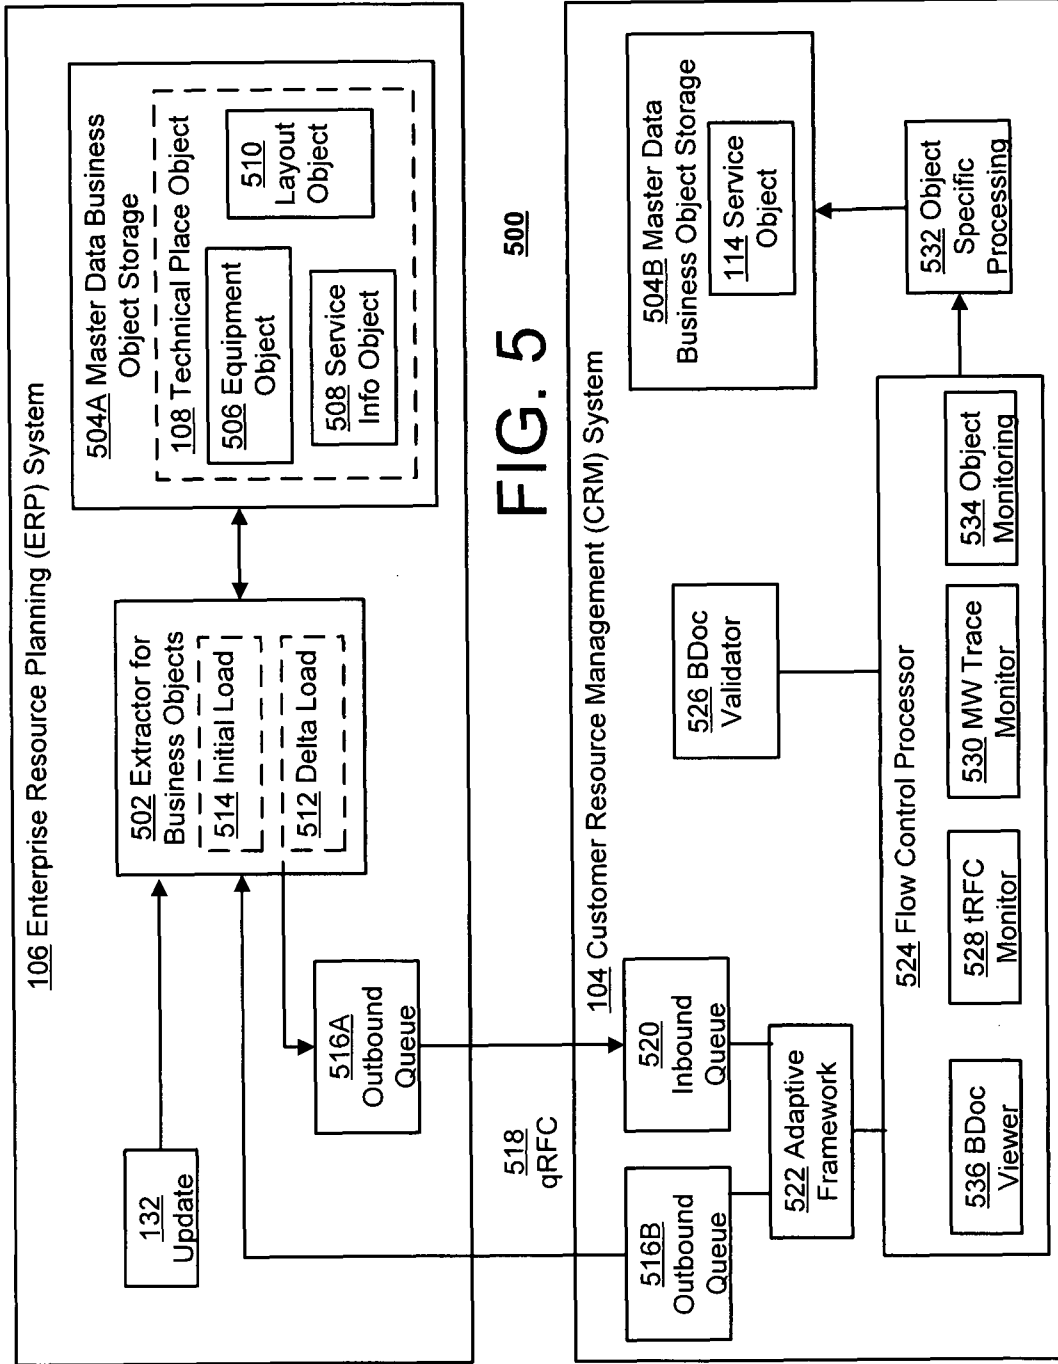 106 Enterprise Resource Planning (ERP) System
132
Update
502 Extractor for
Business Objects
514 Initial Load
512 Delta Load
504A Master Data Business
Object Storage
108 Technical Place Object
506 Equipment
Object
510
Layout
Object
508 Service
Info Object
516A
Outbound
Queue
518
qRFC
FIG. 5
500
104 Customer Resource Management (CRM) System
516B
Outbound
Queue
520
Inbound
Queue
526 BDoc
Validator
504B Master Data
Business Object Storage
114 Service
Object
522 Adaptive
Framework
532 Object
Specific
Processing
524 Flow Control Processor
536 BDoc
Viewer
528 tRFC
Monitor
530 MW Trace
Monitor
534 Object
Monitoring